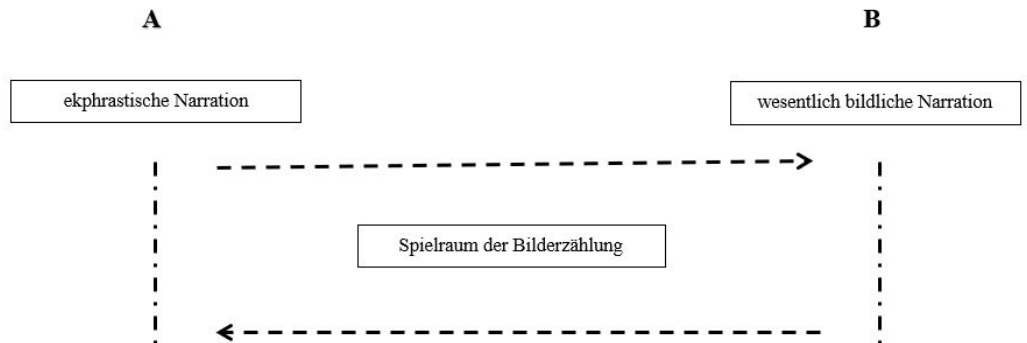 A
B
ekphrastische Narration
wesentlich bildliche Narration
Spielraum der Bilderzählung